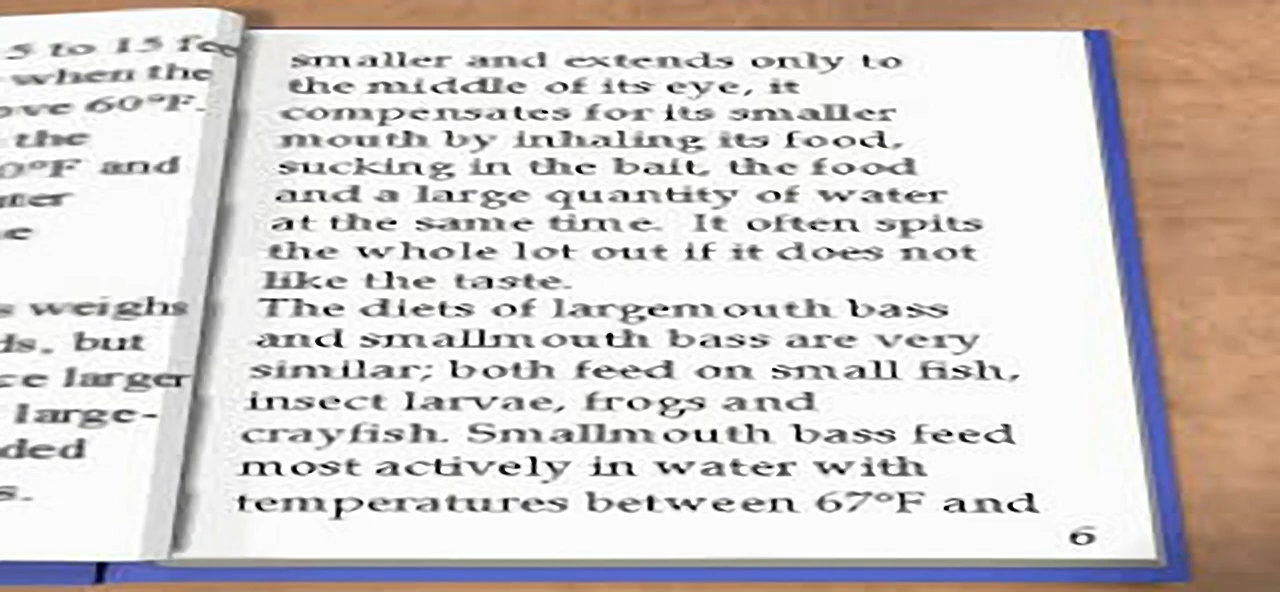 5 to 15 fee
when the
ove 60°F.
the
0°F and
e
s weighs
ds, but
ce larger
large-
ded
s.
smaller and extends only to
the middle of its eye, it
compensates for its smaller
mouth by inhaling its food,
sucking in the bait, the food
and a large quantity of water
at the same time. It often spits
the whole lot out if it does not
like the taste.
The diets of largemouth bass
and smallmouth bass are very
similar; both feed on small fish,
insect larvae, frogs and
crayfish. Smallmouth bass feed
most actively in water with
temperatures between 67°F and
6